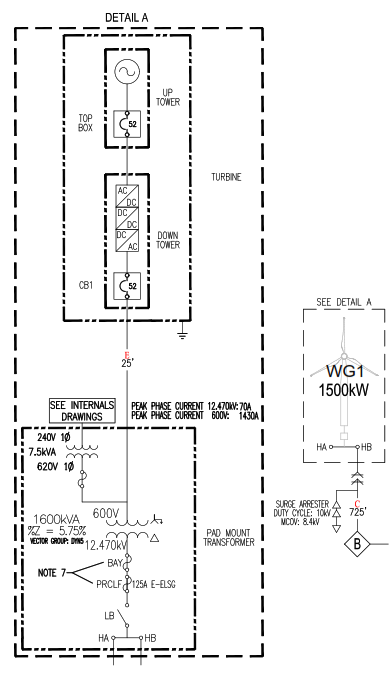 DETAIL A
UP
TOWER
TOP
BOX
52
TURBINE
AC
DC
DC
DC
DC
AC
DOWN
TOWER
CB1
52
SEE DETAIL A
E
25'
WG1
1500kW
PEAK PHASE CURRENT 12.470kV: 70A
PEAK PHASE CURRENT 600V: 1430A
SEE INTERNALS
DRAWINGS
240V 1Ø
7.5kVA
620V 1Ø
HA
HB
SURGE ARRESTER
DUTY CYCLE: 10kV
MCOV: 8.4kV
C
725'
B
600V
1600kVA
%Z = 5.75%
VECTOR GROUP: DYN5
12.470kV
PAD MOUNT
TRANSFORMER
BAY
NOTE 7
PRCLF
125A E-ELSG
LB
HA
HB